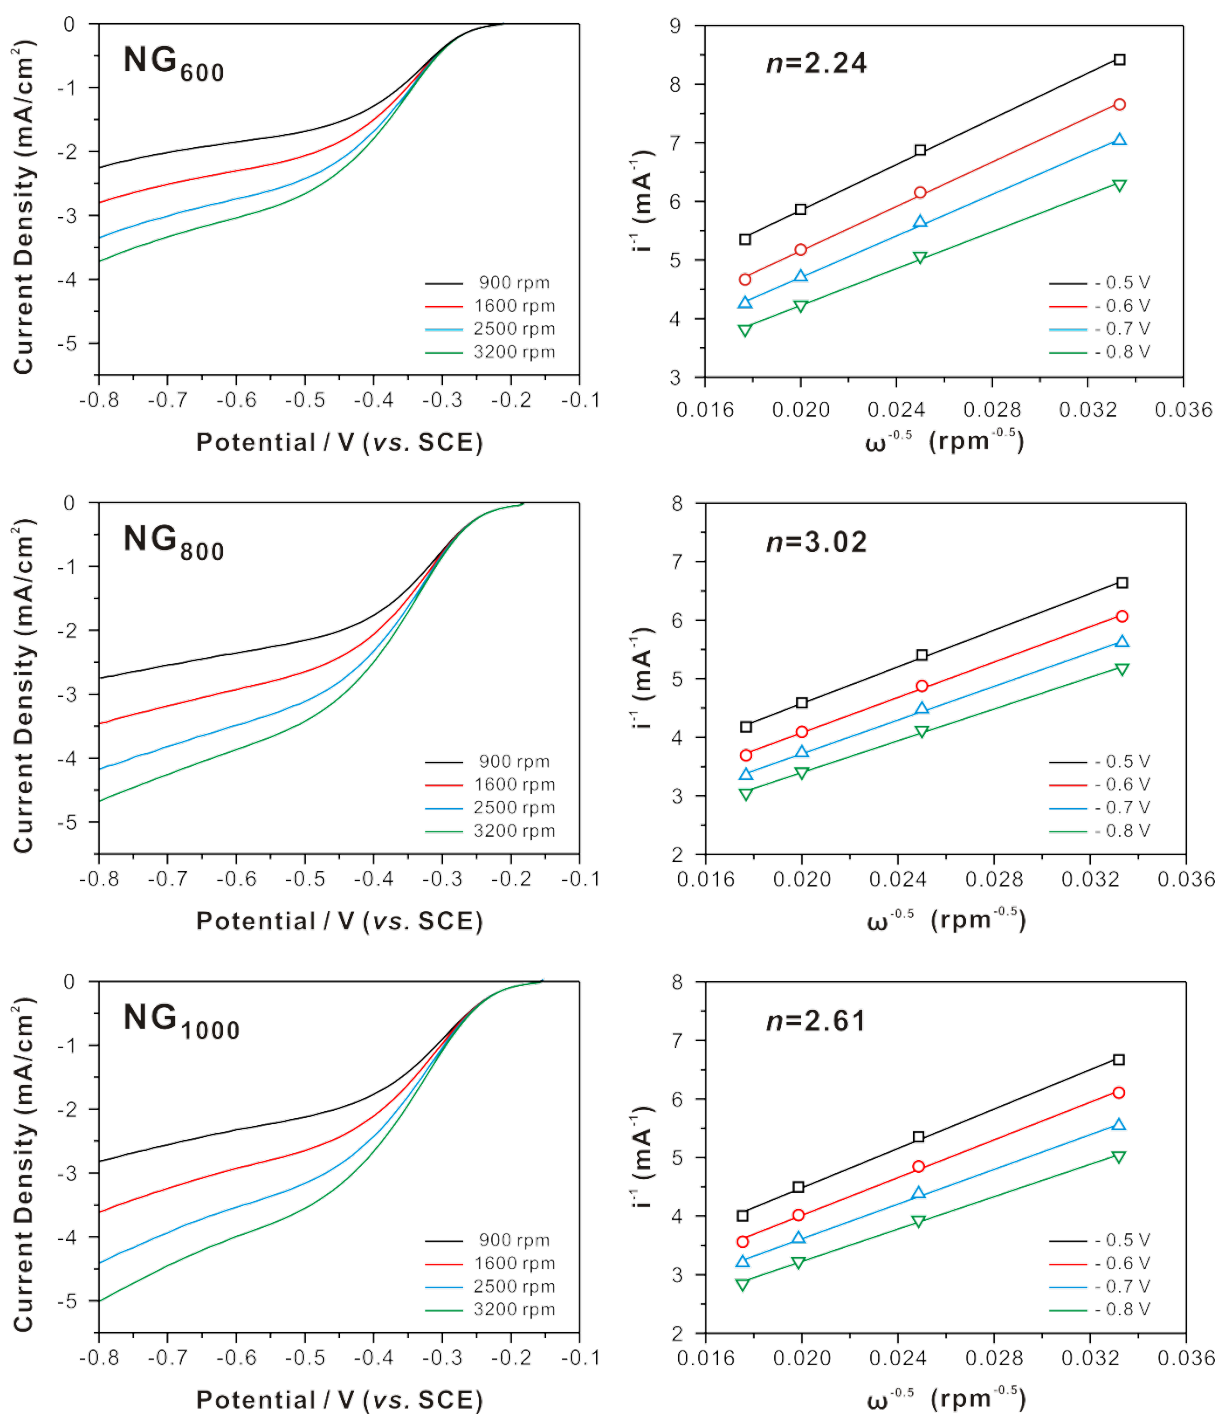 NG600
n=2.24
Current Density (mA/cm²)
0
-1
-2
-3
-4
-5
900 rpm
1600 rpm
2500 rpm
3200 rpm
-0.8 -0.7 -0.6 -0.5 -0.4 -0.3 -0.2 -0.1
Potential / V (vs. SCE)
i⁻¹ (mA⁻¹)
9
8
7
6
5
4
3
- 0.5 V
- 0.6 V
- 0.7 V
- 0.8 V
0.016 0.020 0.024 0.028 0.032 0.036
ω⁻⁰·⁵ (rpm⁻⁰·⁵)
NG800
n=3.02
Current Density (mA/cm²)
0
-1
-2
-3
-4
-5
900 rpm
1600 rpm
2500 rpm
3200 rpm
-0.8 -0.7 -0.6 -0.5 -0.4 -0.3 -0.2 -0.1
Potential / V (vs. SCE)
i⁻¹ (mA⁻¹)
8
7
6
5
4
3
2
- 0.5 V
- 0.6 V
- 0.7 V
- 0.8 V
0.016 0.020 0.024 0.028 0.032 0.036
ω⁻⁰·⁵ (rpm⁻⁰·⁵)
NG1000
n=2.61
Current Density (mA/cm²)
0
-1
-2
-3
-4
-5
900 rpm
1600 rpm
2500 rpm
3200 rpm
-0.8 -0.7 -0.6 -0.5 -0.4 -0.3 -0.2 -0.1
Potential / V (vs. SCE)
i⁻¹ (mA⁻¹)
8
7
6
5
4
3
2
- 0.5 V
- 0.6 V
- 0.7 V
- 0.8 V
0.016 0.020 0.024 0.028 0.032 0.036
ω⁻⁰·⁵ (rpm⁻⁰·⁵)